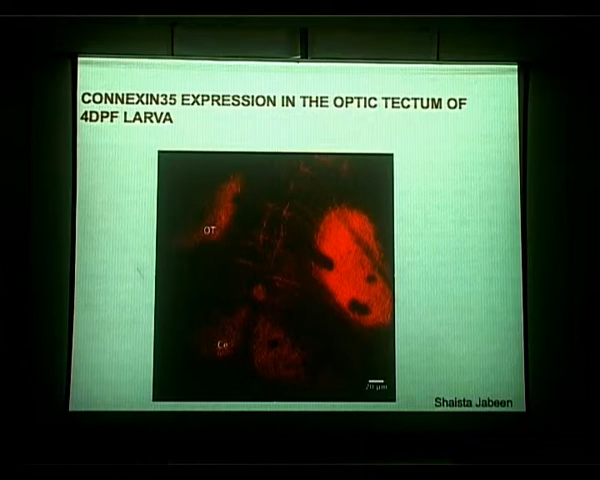 CONNEXIN35 EXPRESSION IN THE OPTIC TECTUM OF
4DPF LARVA
OT
Ce
20 µm
Shaista Jabeen